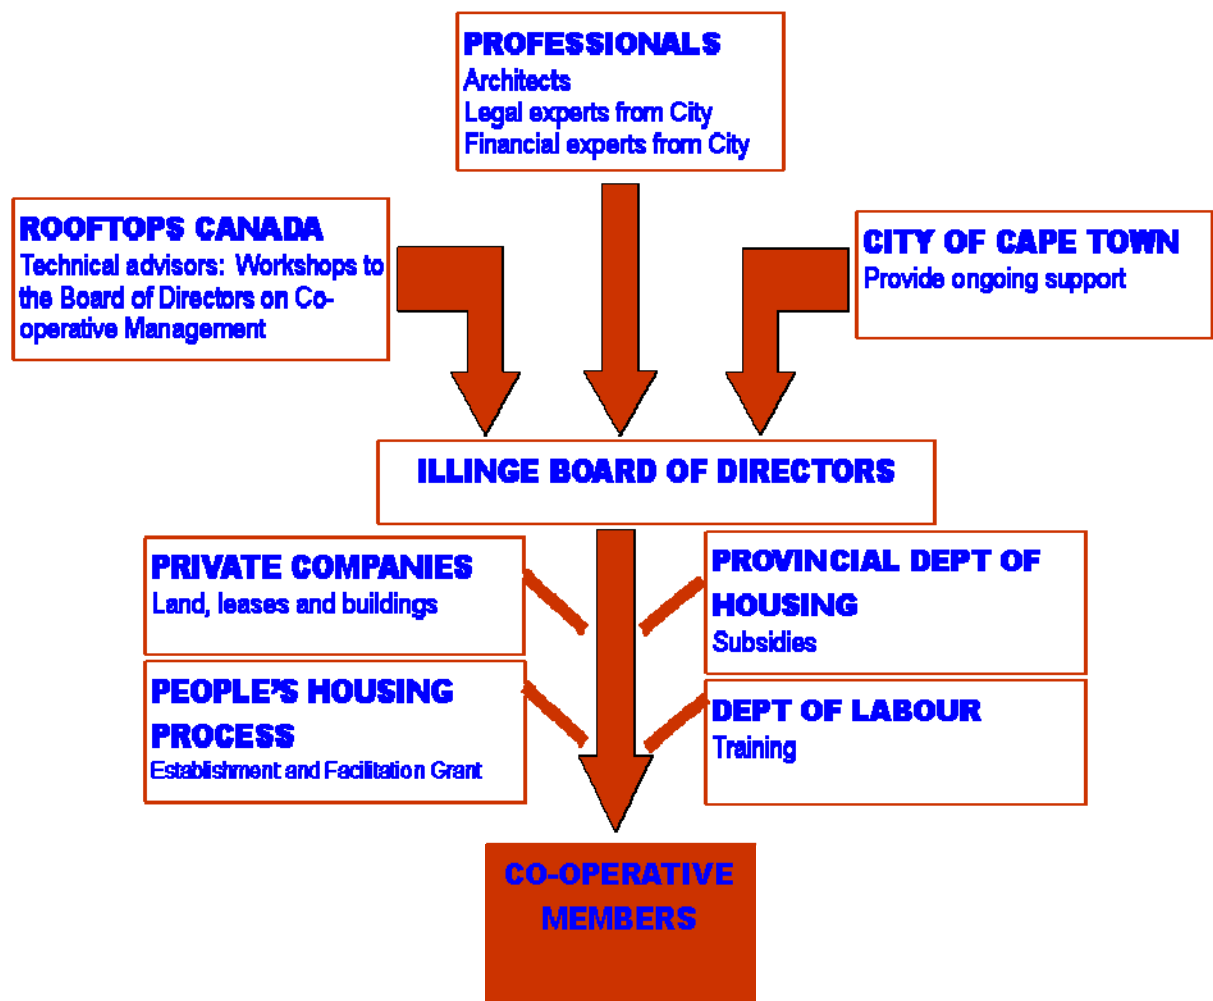 PROFESSIONALS
Architects
Legal experts from City
Financial experts from City
ROOFTOPS CANADA
Technical advisors: Workshops to
the Board of Directors on Co-
operative Management
CITY OF CAPE TOWN
Provide ongoing support
ILLINGE BOARD OF DIRECTORS
PRIVATE COMPANIES
Land, leases and buildings
PROVINCIAL DEPT OF
HOUSING
Subsidies
PEOPLE'S HOUSING
PROCESS
Establishment and Facilitation Grant
DEPT OF LABOUR
Training
CO-OPERATIVE
MEMBERS